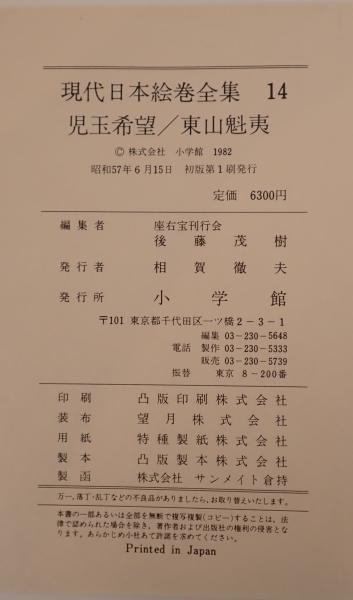 現代日本絵巻全集 14
児玉希望／東山魁夷
© 株式会社 小学館 1982
昭和57年6月15日 初版第1刷発行
定価 6300円
編集者 座右宝刊行会
後藤茂樹
発行者 相賀徹夫
発行所 小学館
〒101 東京都千代田区一ツ橋2-3-1
編集 03-230-5648
電話 製作 03-230-5333
販売 03-230-5739
振替 東京 8-200番
印刷 凸版印刷株式会社
装布 望月株式会社
用紙 特種製紙株式会社
製本 凸版製本株式会社
製函 株式会社 サンメイト倉持
万一，落丁・乱丁などの不良品がありましたら，お取り替えいたします。
本書の一部あるいは全部を無断で複写複製(コピー)することは，法
律で認められた場合を除き，著作者および出版社の権利の侵害とな
ります。あらかじめ小社あて許諾を求めてください。
Printed in Japan